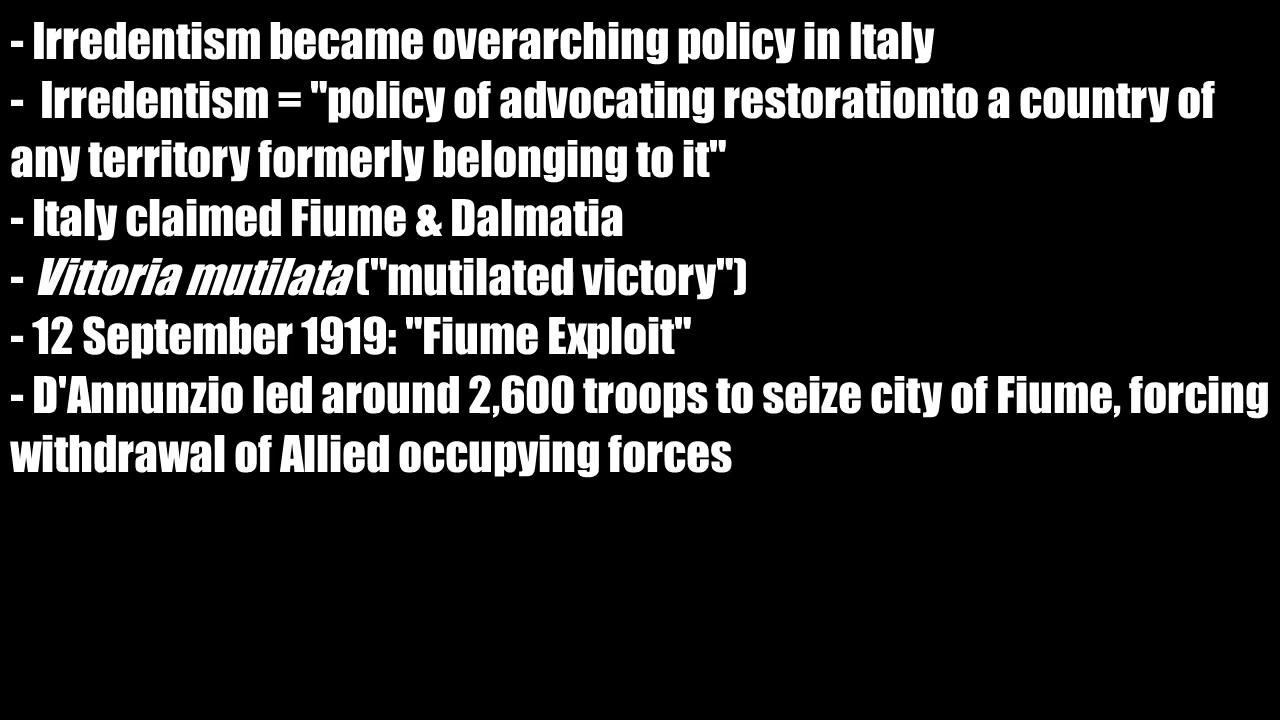 - Irredentism became overarching policy in Italy
-  Irredentism = "policy of advocating restorationto a country of
any territory formerly belonging to it"
- Italy claimed Fiume & Dalmatia
- Vittoria mutilata ("mutilated victory")
- 12 September 1919: "Fiume Exploit"
- D'Annunzio led around 2,600 troops to seize city of Fiume, forcing
withdrawal of Allied occupying forces